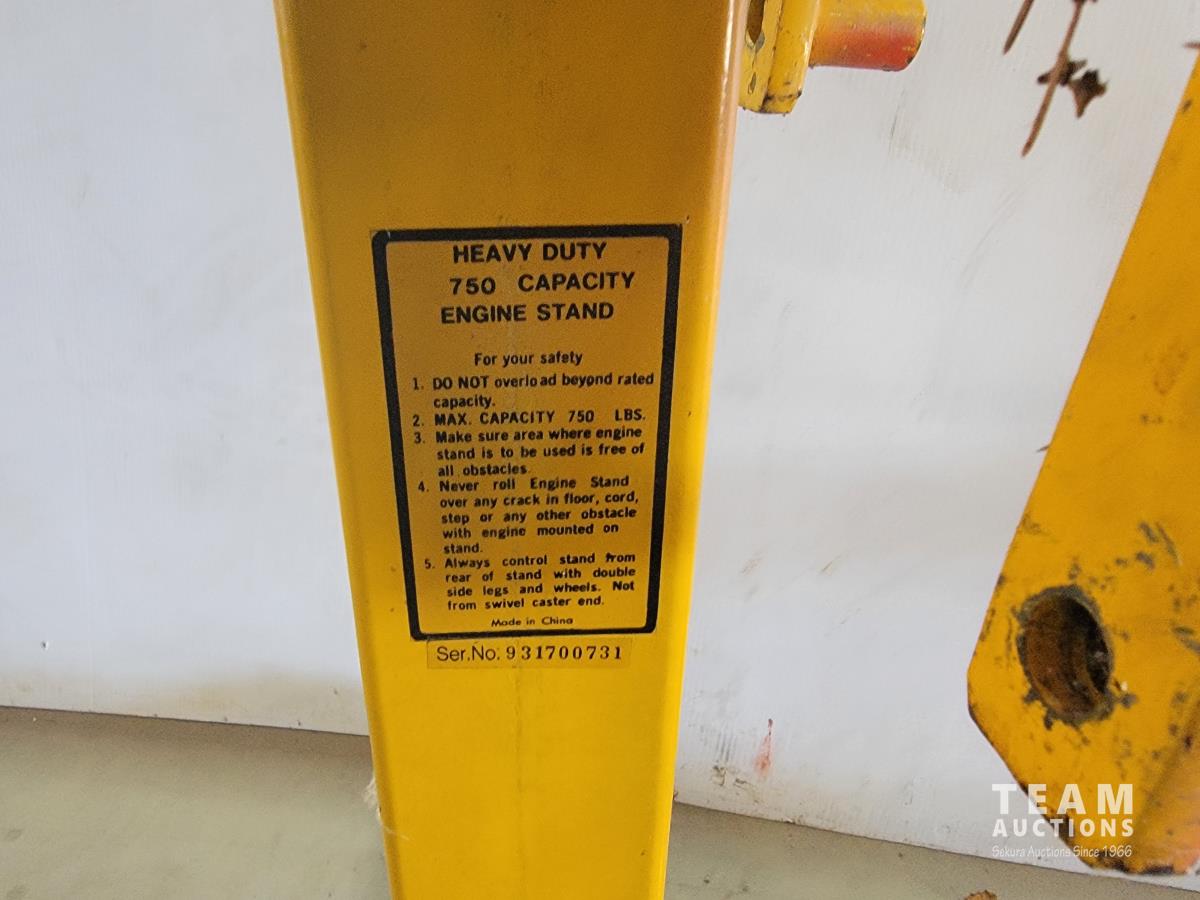 HEAVY DUTY
750 CAPACITY
ENGINE STAND
For your safety
1. DO NOT overload beyond rated
capacity.
2. MAX. CAPACITY 750 LBS.
3. Make sure area where engine
stand is to be used is free of
all obstacles.
4. Never roll Engine Stand
over any crack in floor, cord,
step or any other obstacle
with engine mounted on
stand.
5. Always control stand from
rear of stand with double
side legs and wheels. Not
from swivel caster end.
Made in China
Ser.No. 931700731
TEAM
AUCTIONS
Sekura Auctions Since 1966